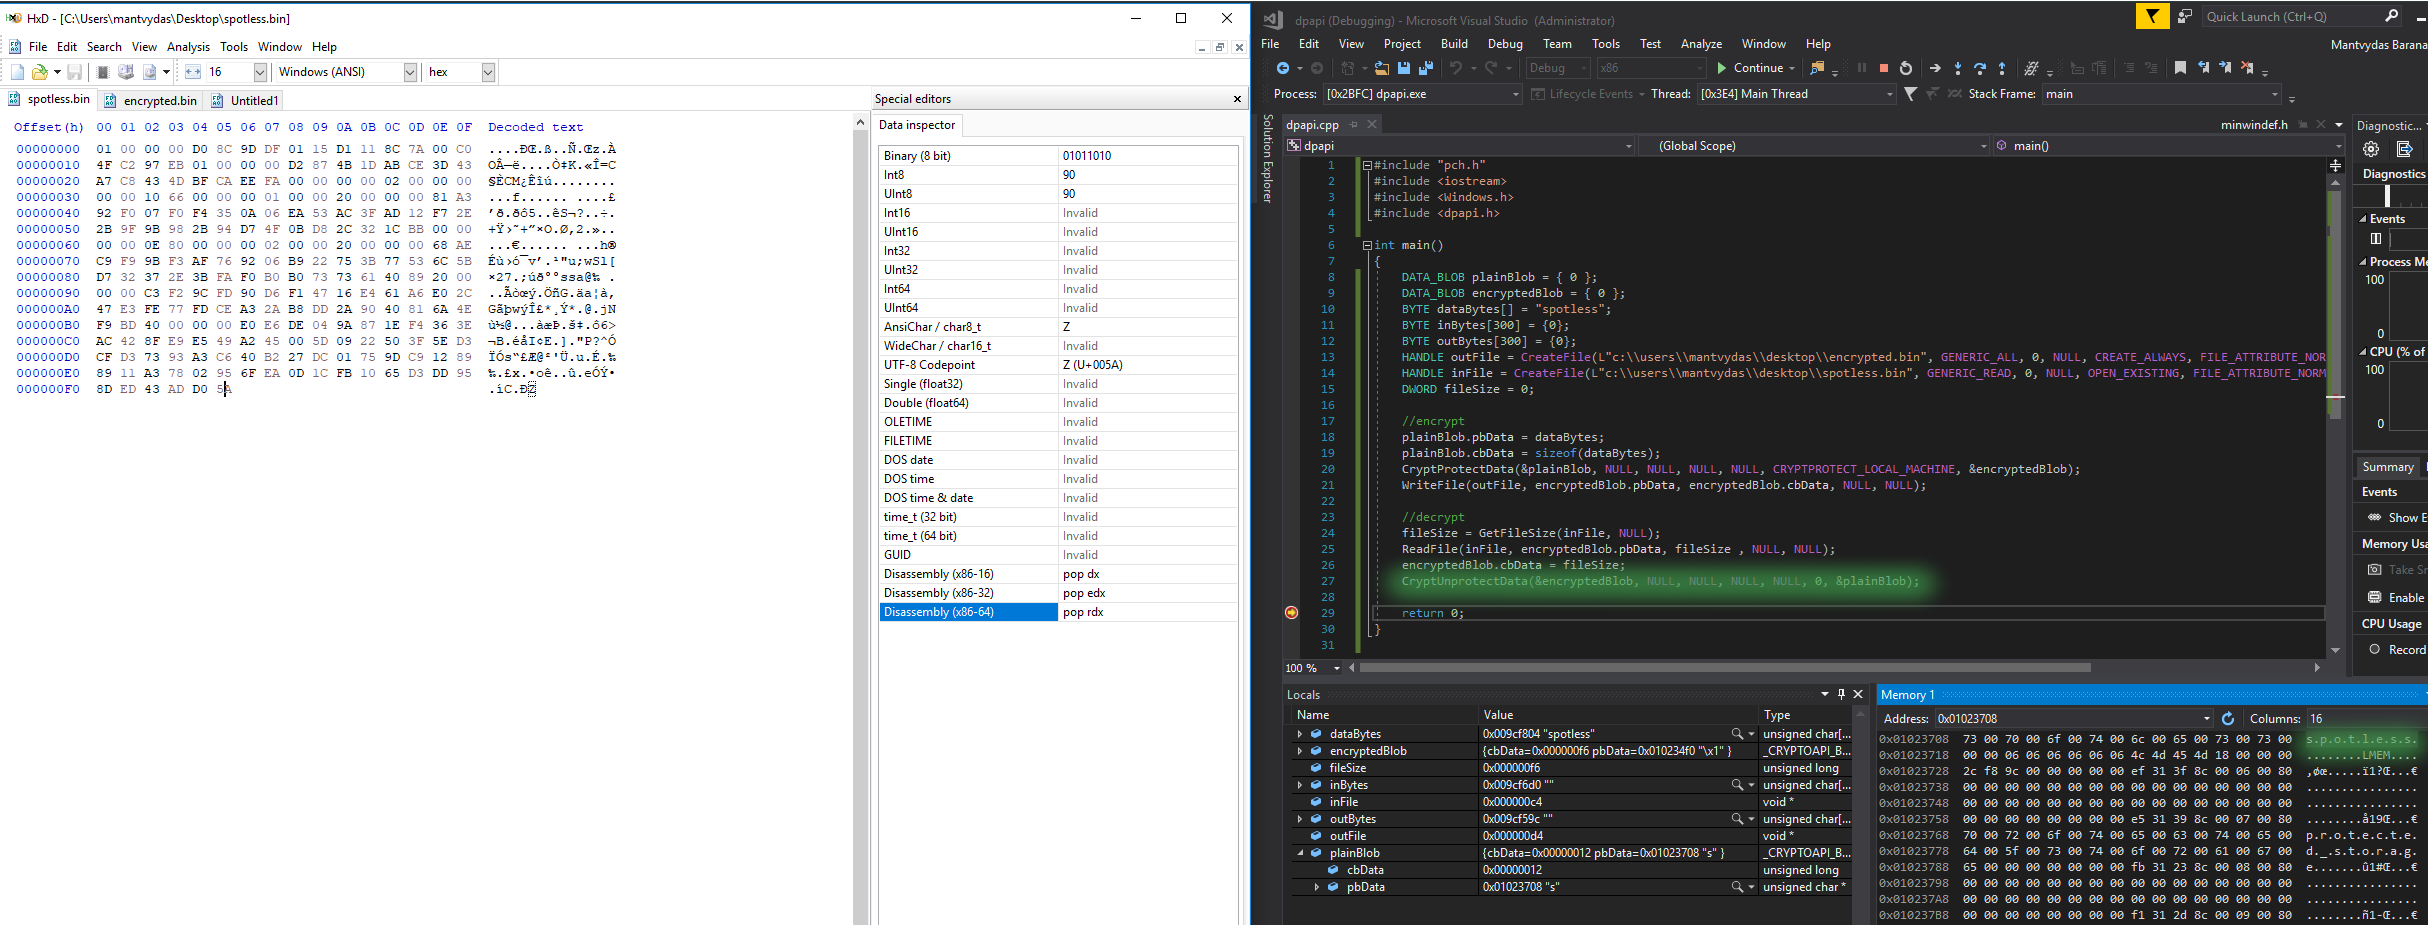 HxD - [C:\Users\mantvydas\Desktop\spotless.bin]
File Edit Search View Analysis Tools Window Help
16 Windows (ANSI) hex
spotless.bin encrypted.bin Untitled1
Offset(h) 00 01 02 03 04 05 06 07 08 09 0A 0B 0C 0D 0E 0F Decoded text
00000000 01 00 00 00 D0 8C 9D DF 01 15 D1 11 8C 7A 00 C0 ....ÐŒ.ß..Ñ.Œz.À
00000010 4F C2 97 EB 01 00 00 00 D2 87 4B 1D AB CE 3D 43 OÂ—ë....Ò‡K.«Î=C
00000020 A7 C8 43 4D BF CA EE FA 00 00 00 00 02 00 00 00 §ÈCM¿Êîú........
00000030 00 00 10 66 00 00 00 01 00 00 20 00 00 00 81 A3 ...f...... ....£
00000040 92 F0 07 F0 F4 35 0A 06 EA 53 AC 3F AD 12 F7 2E ’ð.ðô5..êS¬?..÷.
00000050 2B 9F 9B 98 2B 94 D7 4F 0B D8 2C 32 1C BB 00 00 +Ÿ›˜+”×O.Ø,2.»..
00000060 00 00 0E 80 00 00 00 02 00 00 20 00 00 00 68 AE ...€...... ...h®
00000070 C9 F9 9B F3 AF 76 92 06 B9 22 75 3B 77 53 6C 5B Éù›ó¯v’.¹"u;wSl[
00000080 D7 32 37 2E 3B FA F0 B0 B0 73 73 61 40 89 20 00 ×27.;úð°°ssa@‰ .
00000090 00 00 C3 F2 9C FD 90 D6 F1 47 16 E4 61 A6 E0 2C ..Ãòœý.ÖñG.äa¦à,
000000A0 47 E3 FE 77 FD CE A3 2A B8 DD 2A 90 40 81 6A 4E GãþwýÎ£*¸Ý*.@.jN
000000B0 F9 BD 40 00 00 00 E0 E6 DE 04 9A 87 1E F4 36 3E ù½@...àæÞ.š‡.ô6>
000000C0 AC 42 8F E9 E5 49 A2 45 00 5D 09 22 50 3F 5E D3 ¬B.éåI¢E.]."P?^Ó
000000D0 CF D3 73 93 A3 C6 40 B2 27 DC 01 75 9D C9 12 89 ÏÓs“£Æ@²'Ü.u.É.‰
000000E0 89 11 A3 78 02 95 6F EA 0D 1C FB 10 65 D3 DD 95 ‰.£x.•oê..û.eÓÝ•
000000F0 8D ED 43 AD D0 5A .íC.ÐZ
Special editors
Data inspector
Binary (8 bit) 01011010
Int8 90
UInt8 90
Int16 Invalid
UInt16 Invalid
Int32 Invalid
UInt32 Invalid
Int64 Invalid
UInt64 Invalid
AnsiChar / char8_t Z
WideChar / char16_t Invalid
UTF-8 Codepoint Z (U+005A)
Single (float32) Invalid
Double (float64) Invalid
OLETIME Invalid
FILETIME Invalid
DOS date Invalid
DOS time Invalid
DOS time & date Invalid
time_t (32 bit) Invalid
time_t (64 bit) Invalid
GUID Invalid
Disassembly (x86-16) pop dx
Disassembly (x86-32) pop edx
Disassembly (x86-64) pop rdx
dpapi (Debugging) - Microsoft Visual Studio (Administrator)
Quick Launch (Ctrl+Q)
File Edit View Project Build Debug Team Tools Test Analyze Window Help
Mantvydas Barana
Debug x86 Continue
Process: [0x2BFC] dpapi.exe Lifecycle Events Thread: [0x3E4] Main Thread Stack Frame: main
Solution Explorer
dpapi.cpp minwindef.h
dpapi (Global Scope) main()
1 #include "pch.h"
2 #include <iostream>
3 #include <Windows.h>
4 #include <dpapi.h>
5
6 int main()
7 {
8 DATA_BLOB plainBlob = { 0 };
9 DATA_BLOB encryptedBlob = { 0 };
10 BYTE dataBytes[] = "spotless";
11 BYTE inBytes[300] = {0};
12 BYTE outBytes[300] = {0};
13 HANDLE outFile = CreateFile(L"c:\\users\\mantvydas\\desktop\\encrypted.bin", GENERIC_ALL, 0, NULL, CREATE_ALWAYS, FILE_ATTRIBUTE_NOR
14 HANDLE inFile = CreateFile(L"c:\\users\\mantvydas\\desktop\\spotless.bin", GENERIC_READ, 0, NULL, OPEN_EXISTING, FILE_ATTRIBUTE_NORM
15 DWORD fileSize = 0;
16
17 //encrypt
18 plainBlob.pbData = dataBytes;
19 plainBlob.cbData = sizeof(dataBytes);
20 CryptProtectData(&plainBlob, NULL, NULL, NULL, NULL, CRYPTPROTECT_LOCAL_MACHINE, &encryptedBlob);
21 WriteFile(outFile, encryptedBlob.pbData, encryptedBlob.cbData, NULL, NULL);
22
23 //decrypt
24 fileSize = GetFileSize(inFile, NULL);
25 ReadFile(inFile, encryptedBlob.pbData, fileSize , NULL, NULL);
26 encryptedBlob.cbData = fileSize;
27 CryptUnprotectData(&encryptedBlob, NULL, NULL, NULL, NULL, 0, &plainBlob);
28
29 return 0;
30 }
31
100 %
Diagnostic...
Diagnostics
Events
Process Me
100
0
CPU (% of
100
0
Summary
Events
Show E
Memory Usa
Take Sn
Enable
CPU Usage
Record
Locals
Name Value Type
dataBytes 0x009cf804 "spotless" unsigned char[...
encryptedBlob {cbData=0x000000f6 pbData=0x010234f0 "\x1" } _CRYPTOAPI_B...
fileSize 0x000000f6 unsigned long
inBytes 0x009cf6d0 "" unsigned char[...
inFile 0x000000c4 void *
outBytes 0x009cf59c "" unsigned char[...
outFile 0x000000d4 void *
plainBlob {cbData=0x00000012 pbData=0x01023708 "s" } _CRYPTOAPI_B...
cbData 0x00000012 unsigned long
pbData 0x01023708 "s" unsigned char *
Memory 1
Address: 0x01023708 Columns: 16
0x01023708 73 00 70 00 6f 00 74 00 6c 00 65 00 73 00 73 00 s.p.o.t.l.e.s.s.
0x01023718 00 00 06 06 06 06 06 06 4c 4d 45 4d 18 00 00 00 ........LMEM....
0x01023728 2c f8 9c 00 00 00 00 00 ef 31 3f 8c 00 06 00 80 ,øœ.....ï1?Œ...€
0x01023738 00 00 00 00 00 00 00 00 00 00 00 00 00 00 00 00 ................
0x01023748 00 00 00 00 00 00 00 00 00 00 00 00 00 00 00 00 ................
0x01023758 00 00 00 00 00 00 00 00 e5 31 39 8c 00 07 00 80 ........å19Œ...€
0x01023768 70 00 72 00 6f 00 74 00 65 00 63 00 74 00 65 00 p.r.o.t.e.c.t.e.
0x01023778 64 00 5f 00 73 00 74 00 6f 00 72 00 61 00 67 00 d._.s.t.o.r.a.g.
0x01023788 65 00 00 00 00 00 00 00 fb 31 23 8c 00 08 00 80 e.......û1#Œ...€
0x01023798 00 00 00 00 00 00 00 00 00 00 00 00 00 00 00 00 ................
0x010237A8 00 00 00 00 00 00 00 00 00 00 00 00 00 00 00 00 ................
0x010237B8 00 00 00 00 00 00 00 00 f1 31 2d 8c 00 09 00 80 ........ñ1-Œ...€